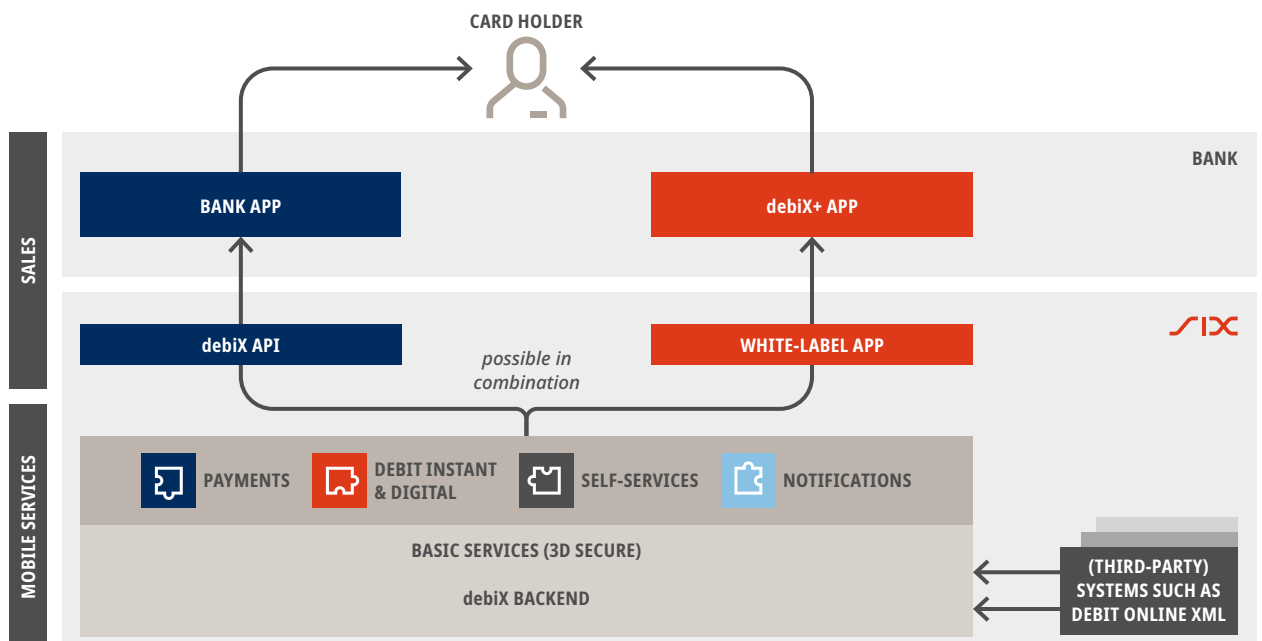 CARD HOLDER
BANK
SALES
BANK APP
debiX+ APP
SIX
debiX API
WHITE-LABEL APP
possible in
combination
MOBILE SERVICES
PAYMENTS
DEBIT INSTANT
& DIGITAL
SELF-SERVICES
NOTIFICATIONS
BASIC SERVICES (3D SECURE)
debiX BACKEND
(THIRD-PARTY)
SYSTEMS SUCH AS
DEBIT ONLINE XML